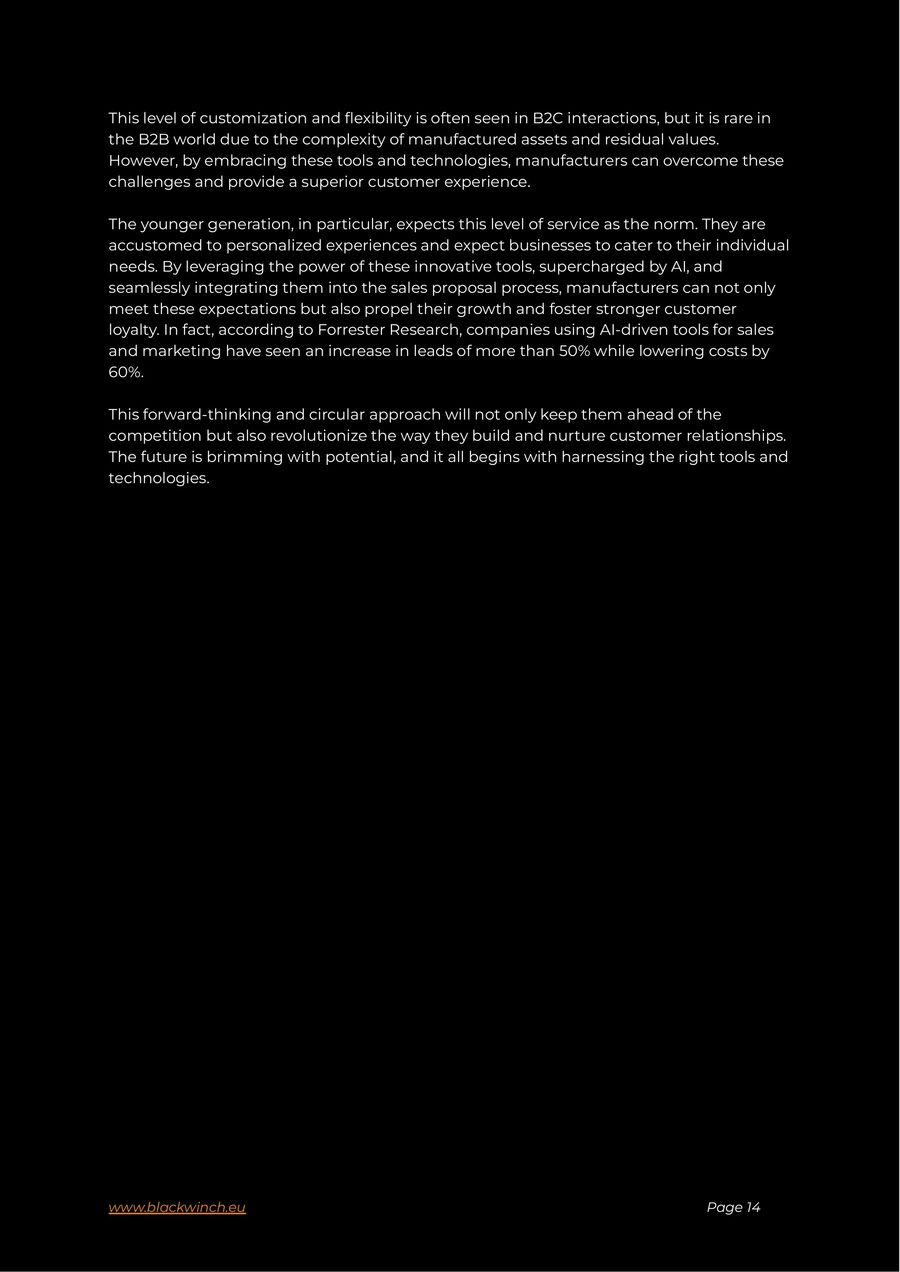 This level of customization and flexibility is often seen in B2C interactions, but it is rare in
the B2B world due to the complexity of manufactured assets and residual values.
However, by embracing these tools and technologies, manufacturers can overcome these
challenges and provide a superior customer experience.
The younger generation, in particular, expects this level of service as the norm. They are
accustomed to personalized experiences and expect businesses to cater to their individual
needs. By leveraging the power of these innovative tools, supercharged by AI, and
seamlessly integrating them into the sales proposal process, manufacturers can not only
meet these expectations but also propel their growth and foster stronger customer
loyalty. In fact, according to Forrester Research, companies using AI-driven tools for sales
and marketing have seen an increase in leads of more than 50% while lowering costs by
60%.
This forward-thinking and circular approach will not only keep them ahead of the
competition but also revolutionize the way they build and nurture customer relationships.
The future is brimming with potential, and it all begins with harnessing the right tools and
technologies.
www.blackwinch.eu
Page 14